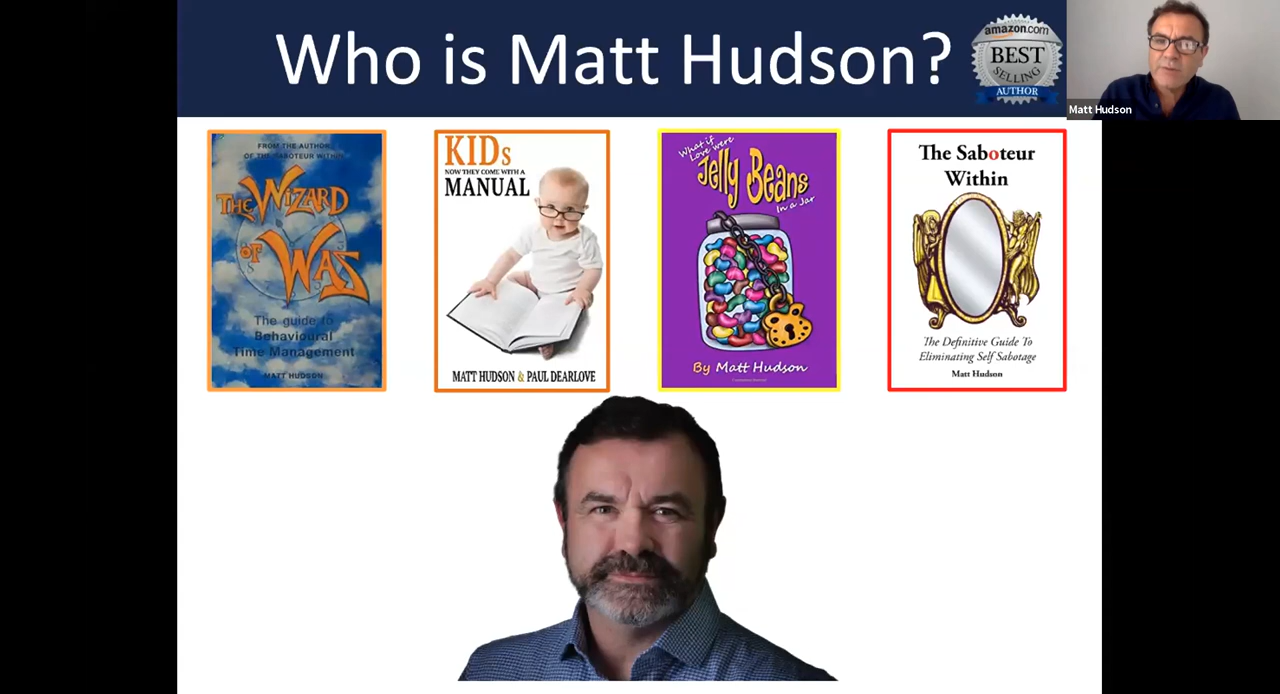 Who is Matt Hudson?
amazon.com
BEST
SELLING
AUTHOR
Matt Hudson
FROM THE AUTHOR
OF THE SABOTEUR WITHIN
THE WIZARD
OF WAS
The guide to
Behavioural
Time Management
MATT HUDSON
KIDs
NOW THEY COME WITH A
MANUAL
MATT HUDSON & PAUL DEARLOVE
What if
Love were
Jelly Beans
In a Jar
By Matt Hudson
The Saboteur
Within
The Definitive Guide To
Eliminating Self Sabotage
Matt Hudson